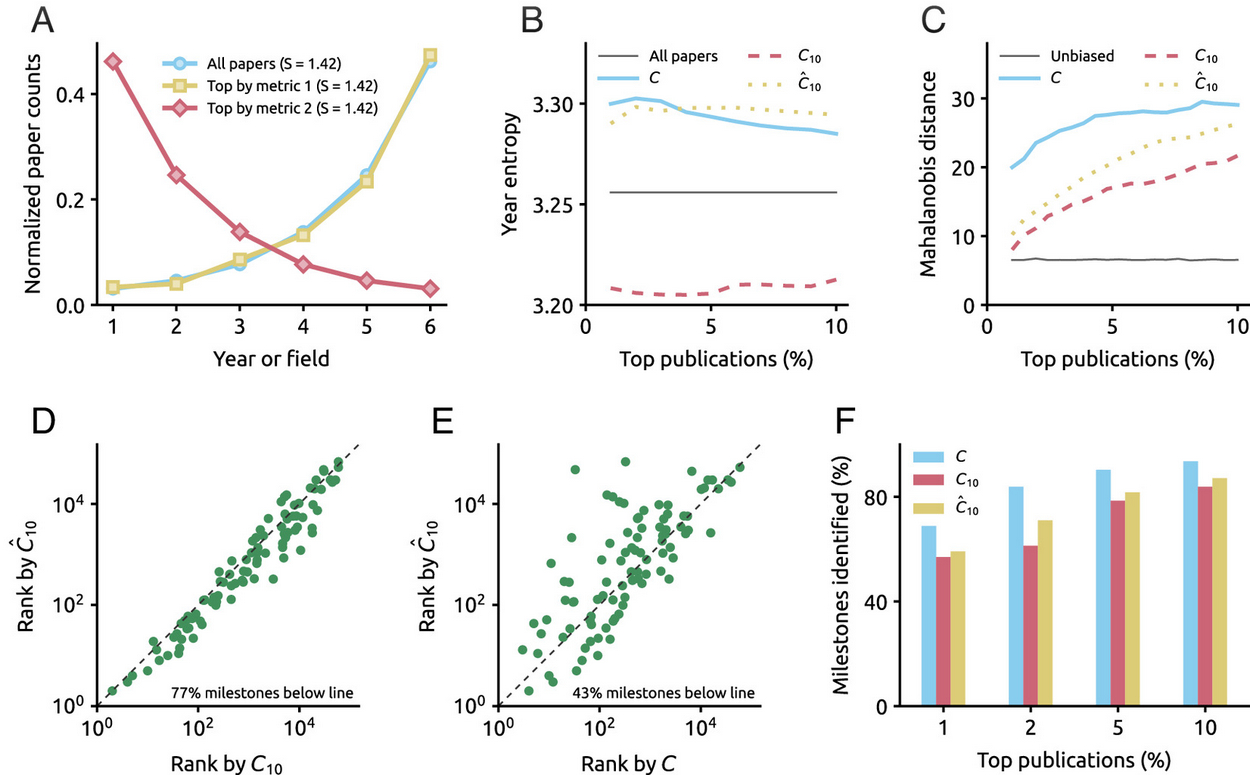 A
Normalized paper counts
0.4
0.2
0.0
All papers (S = 1.42)
Top by metric 1 (S = 1.42)
Top by metric 2 (S = 1.42)
1 2 3 4 5 6
Year or field
B
Year entropy
3.30
3.25
3.20
All papers
C
C₁₀
Ĉ₁₀
0 5 10
Top publications (%)
C
Mahalanobis distance
30
20
10
0
Unbiased
C
C₁₀
Ĉ₁₀
0 5 10
Top publications (%)
D
Rank by Ĉ₁₀
10⁴
10²
10⁰
77% milestones below line
10⁰ 10² 10⁴
Rank by C₁₀
E
Rank by Ĉ₁₀
10⁴
10²
10⁰
43% milestones below line
10⁰ 10² 10⁴
Rank by C
F
Milestones identified (%)
80
40
0
C
C₁₀
Ĉ₁₀
1 2 5 10
Top publications (%)